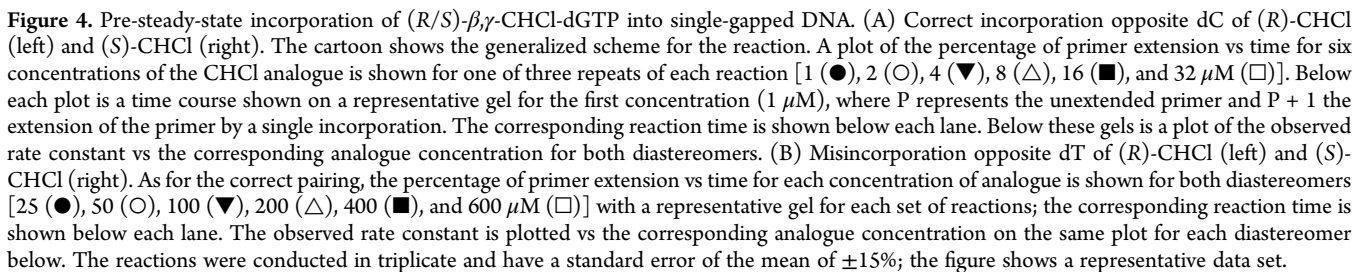 Figure 4. Pre-steady-state incorporation of (R/S)-β,γ-CHCl-dGTP into single-gapped DNA. (A) Correct incorporation opposite dC of (R)-CHCl
(left) and (S)-CHCl (right). The cartoon shows the generalized scheme for the reaction. A plot of the percentage of primer extension vs time for six
concentrations of the CHCl analogue is shown for one of three repeats of each reaction [1 (●), 2 (○), 4 (▼), 8 (△), 16 (■), and 32 μM (□)]. Below
each plot is a time course shown on a representative gel for the first concentration (1 μM), where P represents the unextended primer and P + 1 the
extension of the primer by a single incorporation. The corresponding reaction time is shown below each lane. Below these gels is a plot of the observed
rate constant vs the corresponding analogue concentration for both diastereomers. (B) Misincorporation opposite dT of (R)-CHCl (left) and (S)-
CHCl (right). As for the correct pairing, the percentage of primer extension vs time for each concentration of analogue is shown for both diastereomers
[25 (●), 50 (○), 100 (▼), 200 (△), 400 (■), and 600 μM (□)] with a representative gel for each set of reactions; the corresponding reaction time is
shown below each lane. The observed rate constant is plotted vs the corresponding analogue concentration on the same plot for each diastereomer
below. The reactions were conducted in triplicate and have a standard error of the mean of ±15%; the figure shows a representative data set.